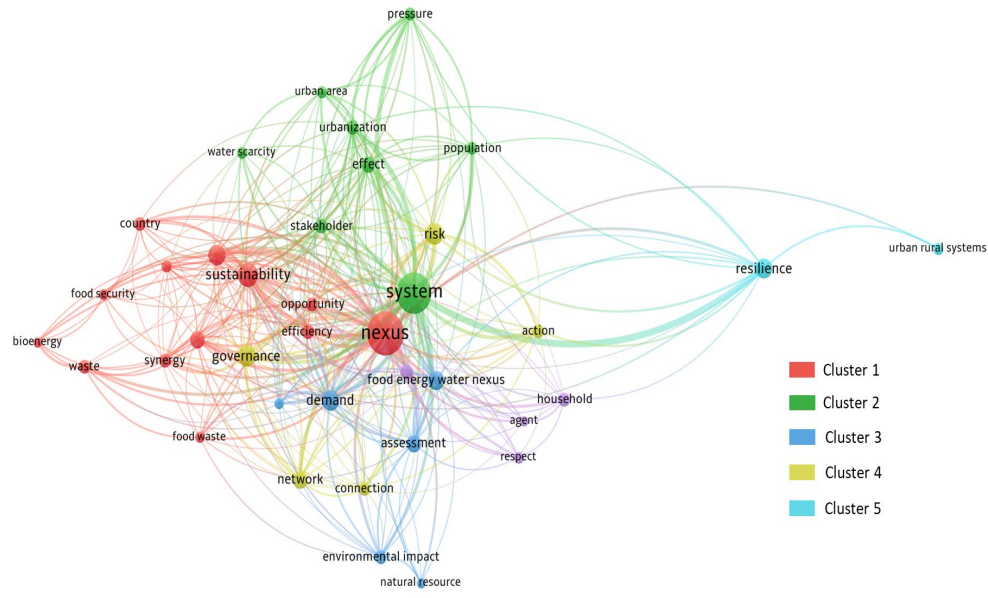 pressure
urban area
urbanization
population
water scarcity
effect
country
stakeholder
risk
urban rural systems
resilience
sustainability
system
food security
opportunity
nexus
efficiency
action
bioenergy
governance
synergy
waste
food energy water nexus
demand
household
agent
food waste
assessment
respect
network
connection
environmental impact
natural resource
Cluster 1
Cluster 2
Cluster 3
Cluster 4
Cluster 5